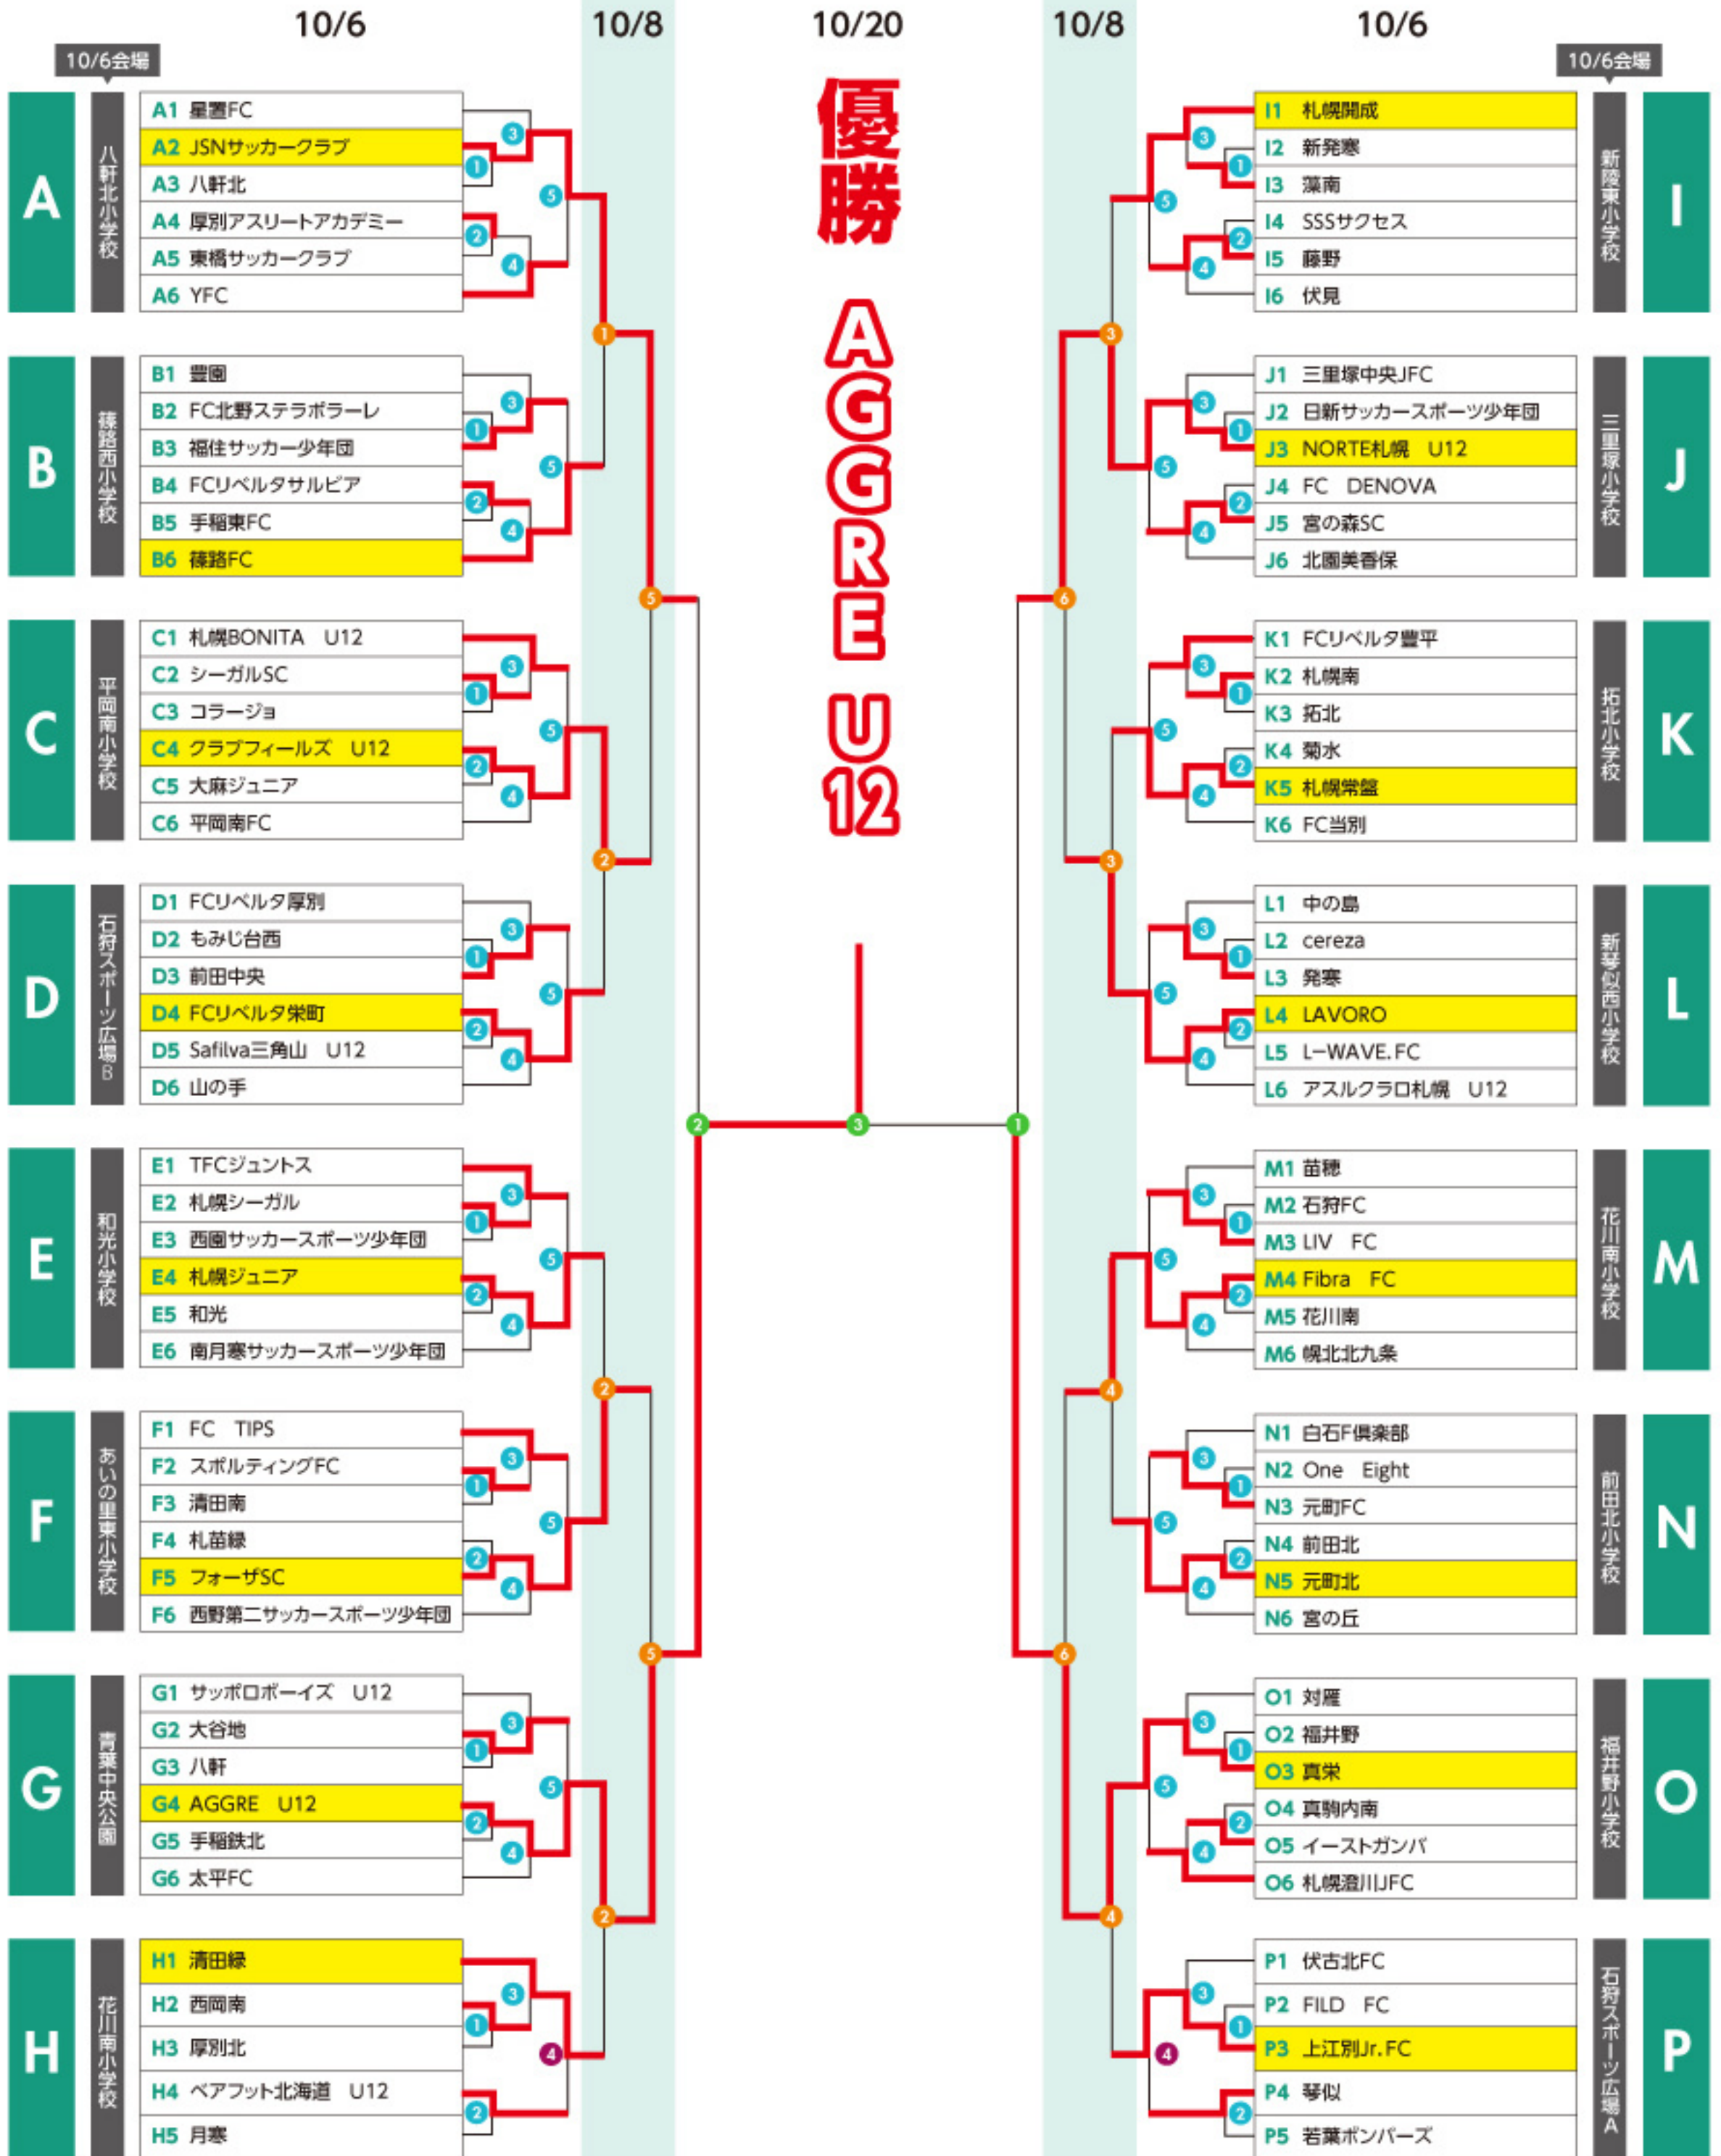 10/6
10/8
10/20
10/8
10/6
10/6会場
10/6会場
優勝 AGGRE U12
A
八軒北小学校
A1 星置FC
A2 JSNサッカークラブ
A3 八軒北
A4 厚別アスリートアカデミー
A5 東橋サッカークラブ
A6 YFC
B
篠路西小学校
B1 豊園
B2 FC北野ステラポラーレ
B3 福住サッカー少年団
B4 FCリベルタサルビア
B5 手稲東FC
B6 篠路FC
C
平岡南小学校
C1 札幌BONITA U12
C2 シーガルSC
C3 コラージョ
C4 クラブフィールズ U12
C5 大麻ジュニア
C6 平岡南FC
D
石狩スポーツ広場B
D1 FCリベルタ厚別
D2 もみじ台西
D3 前田中央
D4 FCリベルタ栄町
D5 Safilva三角山 U12
D6 山の手
E
和光小学校
E1 TFCジュントス
E2 札幌シーガル
E3 西園サッカースポーツ少年団
E4 札幌ジュニア
E5 和光
E6 南月寒サッカースポーツ少年団
F
あいの里東小学校
F1 FC TIPS
F2 スポルティングFC
F3 清田南
F4 札苗緑
F5 フォーザSC
F6 西野第二サッカースポーツ少年団
G
青葉中央公園
G1 サッポロボーイズ U12
G2 大谷地
G3 八軒
G4 AGGRE U12
G5 手稲鉄北
G6 太平FC
H
花川南小学校
H1 清田緑
H2 西岡南
H3 厚別北
H4 ベアフット北海道 U12
H5 月寒
I1 札幌開成
I2 新発寒
I3 藻南
I4 SSSサクセス
I5 藤野
I6 伏見
新陵東小学校
I
J1 三里塚中央JFC
J2 日新サッカースポーツ少年団
J3 NORTE札幌 U12
J4 FC DENOVA
J5 宮の森SC
J6 北園美香保
三里塚小学校
J
K1 FCリベルタ豊平
K2 札幌南
K3 拓北
K4 菊水
K5 札幌常盤
K6 FC当別
拓北小学校
K
L1 中の島
L2 cereza
L3 発寒
L4 LAVORO
L5 L−WAVE.FC
L6 アスルクラロ札幌 U12
新琴似西小学校
L
M1 苗穂
M2 石狩FC
M3 LIV FC
M4 Fibra FC
M5 花川南
M6 幌北北九条
花川南小学校
M
N1 白石F倶楽部
N2 One Eight
N3 元町FC
N4 前田北
N5 元町北
N6 宮の丘
前田北小学校
N
O1 対雁
O2 福井野
O3 真栄
O4 真駒内南
O5 イーストガンバ
O6 札幌澄川JFC
福井野小学校
O
P1 伏古北FC
P2 FILD FC
P3 上江別Jr.FC
P4 琴似
P5 若葉ボンバーズ
石狩スポーツ広場A
P